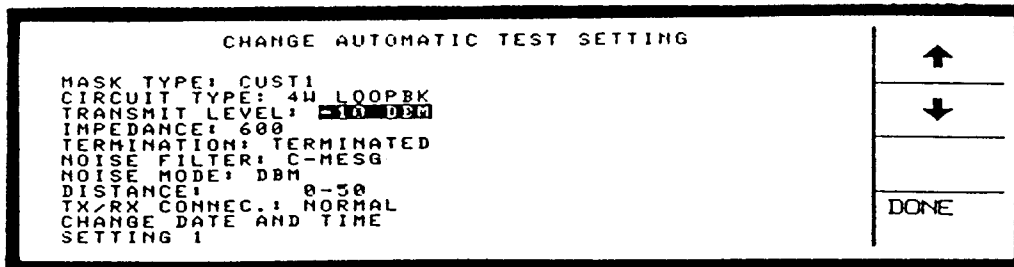 CHANGE AUTOMATIC TEST SETTING
MASK TYPE: CUST1
CIRCUIT TYPE: 4W LOOPBK
TRANSMIT LEVEL: -10 DBM
IMPEDANCE: 600
TERMINATION: TERMINATED
NOISE FILTER: C-MESG
NOISE MODE: DBM
DISTANCE: 0-50
TX/RX CONNEC.: NORMAL
CHANGE DATE AND TIME
SETTING 1
DONE